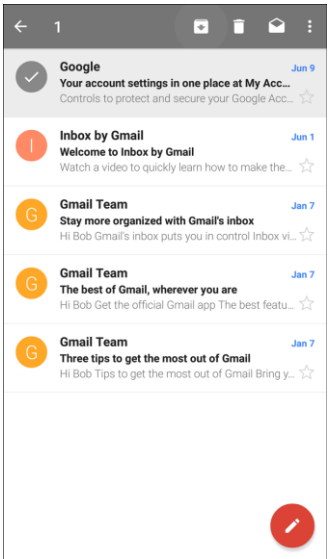 1
Google
Jun 9
Your account settings in one place at My Acc...
Controls to protect and secure your Google Acc...
I
Inbox by Gmail
Jun 1
Welcome to Inbox by Gmail
Watch a video to quickly learn how to make the...
G
Gmail Team
Jan 7
Stay more organized with Gmail's inbox
Hi Bob Gmail's inbox puts you in control Inbox vi...
G
Gmail Team
Jan 7
The best of Gmail, wherever you are
Hi Bob Get the official Gmail app The best featu...
G
Gmail Team
Jan 7
Three tips to get the most out of Gmail
Hi Bob Tips to get the most out of Gmail Bring y...